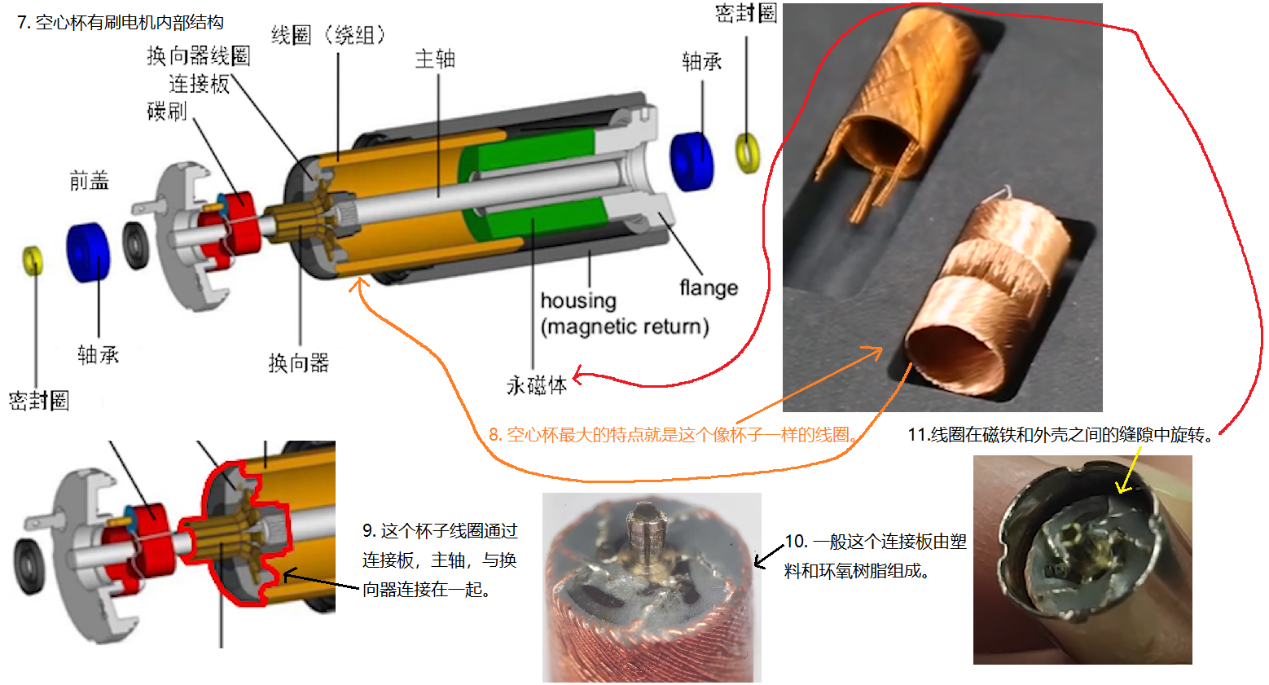 7. 空心杯有刷电机内部结构
密封圈
线圈（绕组）
换向器线圈
连接板
主轴
轴承
碳刷
前盖
flange
housing
(magnetic return)
轴承
换向器
永磁体
密封圈
8. 空心杯最大的特点就是这个像杯子一样的线圈。
11.线圈在磁铁和外壳之间的缝隙中旋转。
9. 这个杯子线圈通过
连接板，主轴，与换
向器连接在一起。
10. 一般这个连接板由塑
料和环氧树脂组成。